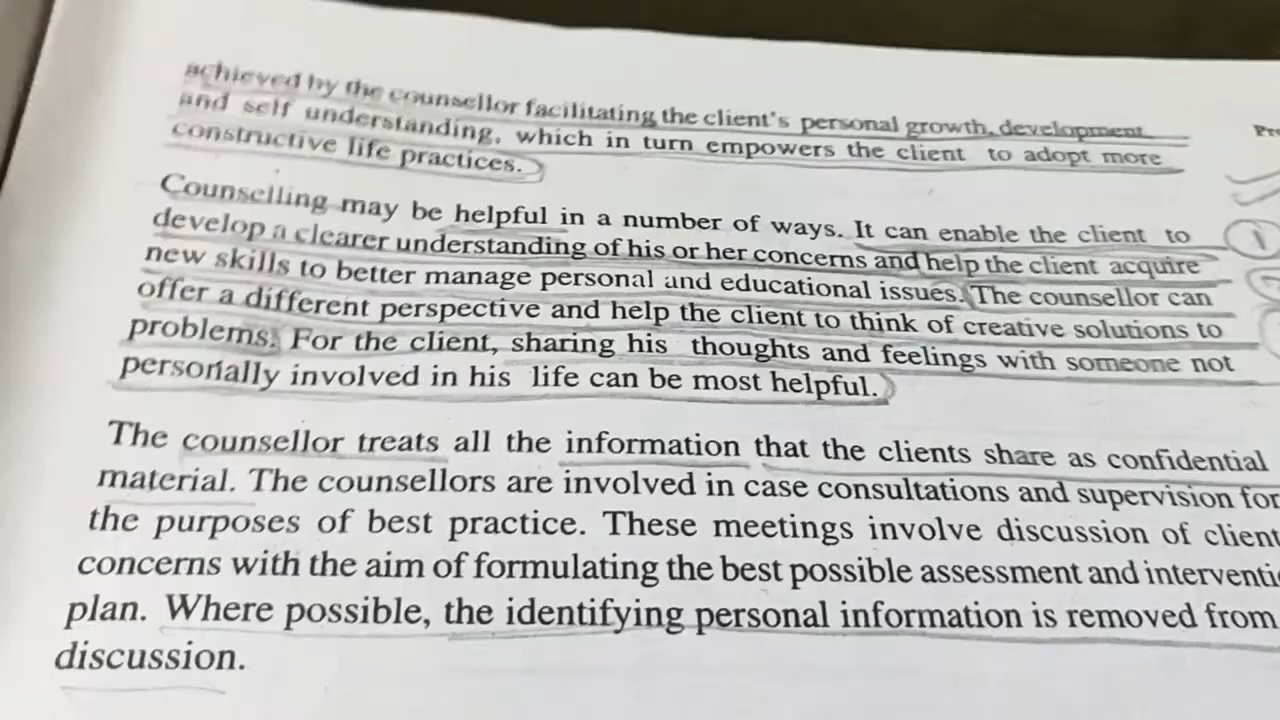 achieved by the counsellor facilitating the client's personal growth, development
and self understanding, which in turn empowers the client to adopt more
constructive life practices.
Counselling may be helpful in a number of ways. It can enable the client to
develop a clearer understanding of his or her concerns and help the client acquire
new skills to better manage personal and educational issues. The counsellor can
offer a different perspective and help the client to think of creative solutions to
problems. For the client, sharing his thoughts and feelings with someone not
personally involved in his life can be most helpful.
The counsellor treats all the information that the clients share as confidential
material. The counsellors are involved in case consultations and supervision for
the purposes of best practice. These meetings involve discussion of client
concerns with the aim of formulating the best possible assessment and
plan. Where possible, the identifying personal information is removed from
discussion.
1